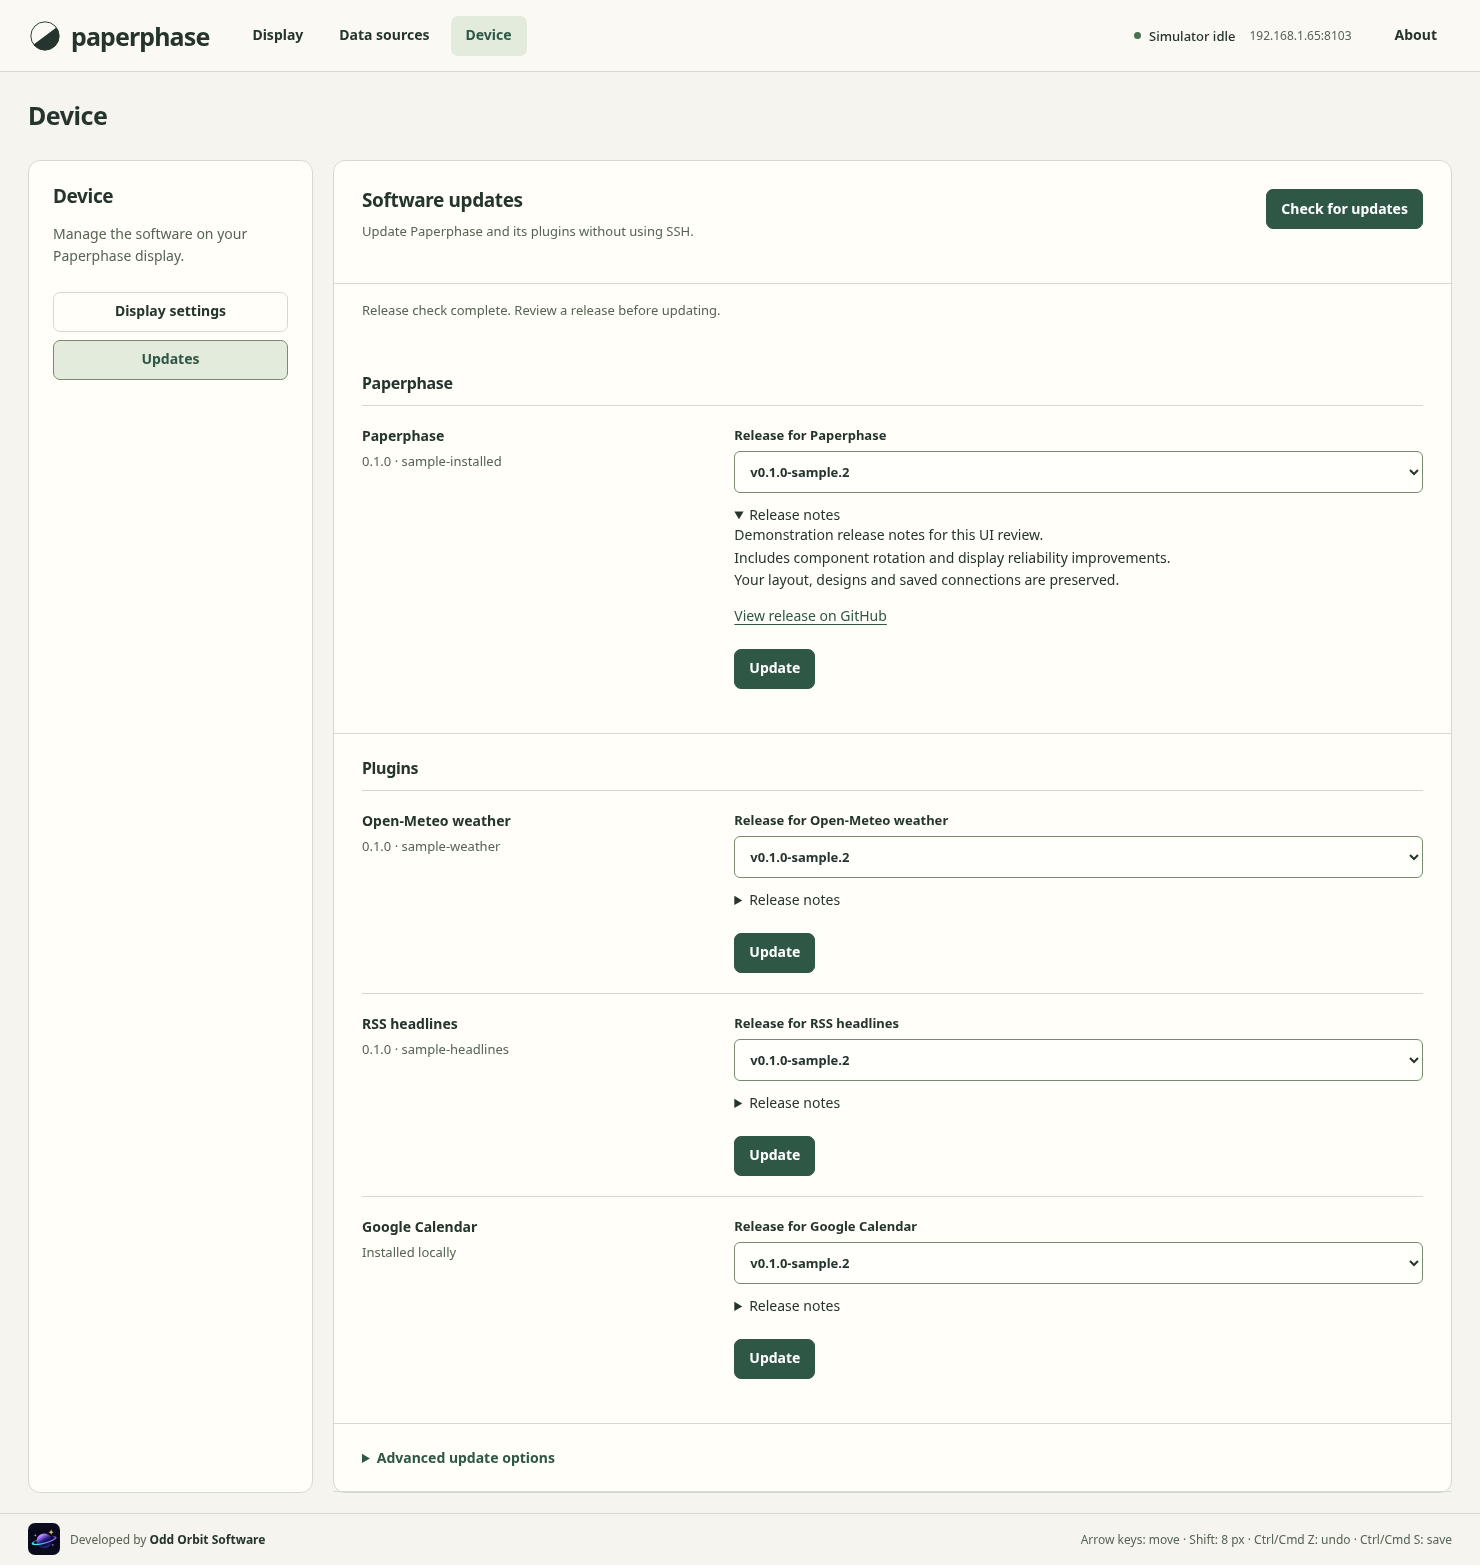 paperphase
Display
Data sources
Device
Simulator idle
192.168.1.65:8103
About
Device
Device
Manage the software on your
Paperphase display.
Display settings
Updates
Software updates
Update Paperphase and its plugins without using SSH.
Check for updates
Release check complete. Review a release before updating.
Paperphase
Paperphase
0.1.0 · sample-installed
Release for Paperphase
v0.1.0-sample.2
Release notes
Demonstration release notes for this UI review.
Includes component rotation and display reliability improvements.
Your layout, designs and saved connections are preserved.
View release on GitHub
Update
Plugins
Open-Meteo weather
0.1.0 · sample-weather
Release for Open-Meteo weather
v0.1.0-sample.2
Release notes
Update
RSS headlines
0.1.0 · sample-headlines
Release for RSS headlines
v0.1.0-sample.2
Release notes
Update
Google Calendar
Installed locally
Release for Google Calendar
v0.1.0-sample.2
Release notes
Update
Advanced update options
Developed by Odd Orbit Software
Arrow keys: move · Shift: 8 px · Ctrl/Cmd Z: undo · Ctrl/Cmd S: save